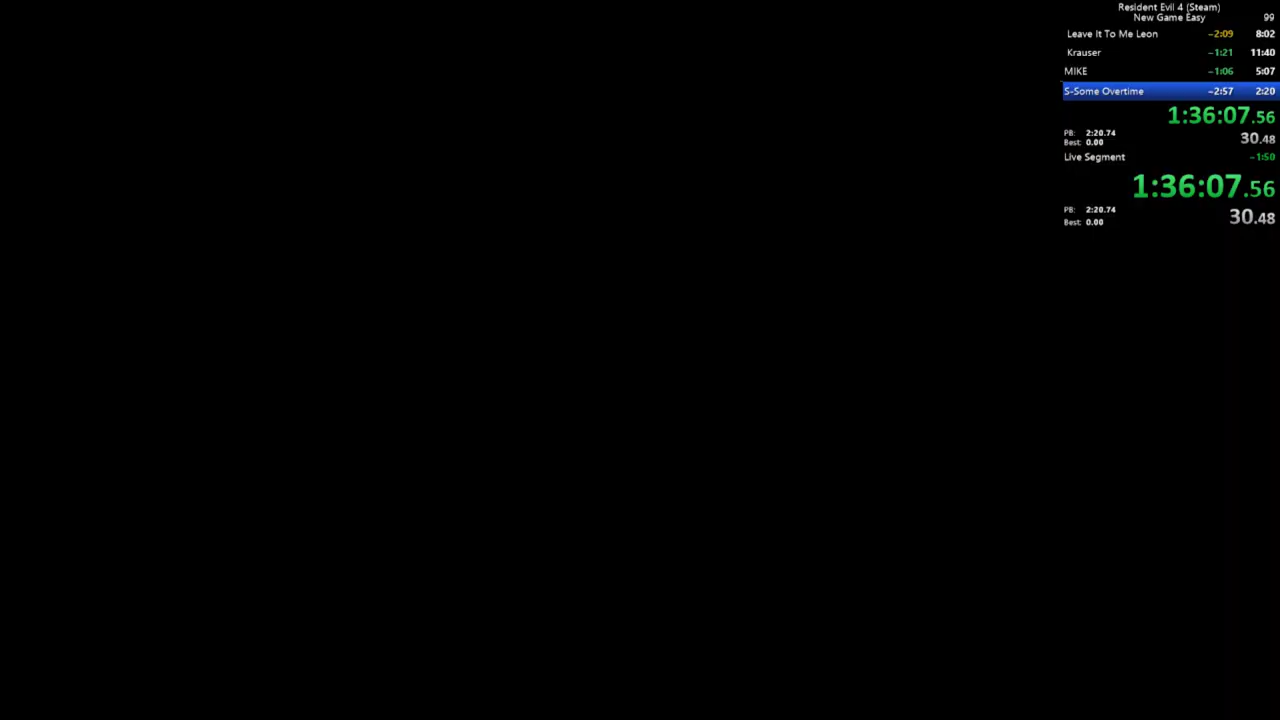 Resident Evil 4 (Steam)
New Game Easy 99
Leave It To Me Leon −2:09 8:02
Krauser −1:21 11:40
MIKE −1:06 5:07
S-Some Overtime −2:57 2:20
1:36:07.56
PB: 2:20.74
Best: 0.00 30.48
Live Segment −1:50
1:36:07.56
PB: 2:20.74
Best: 0.00 30.48